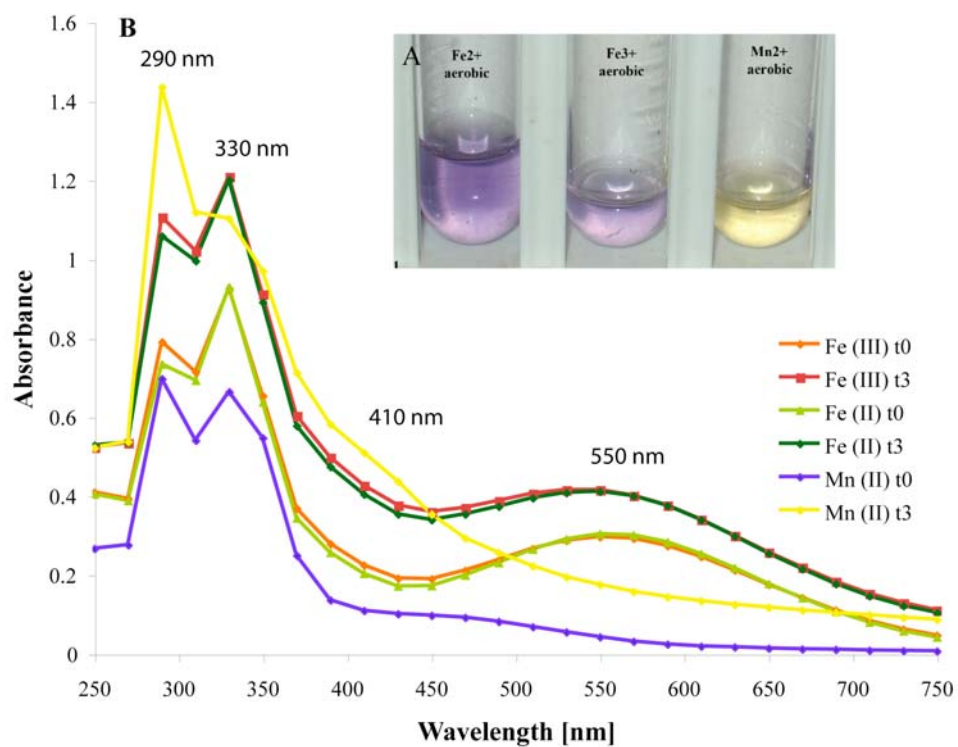 B
A
Fe2+
aerobic
Fe3+
aerobic
Mn2+
aerobic
290 nm
330 nm
410 nm
550 nm
Fe (III) t0
Fe (III) t3
Fe (II) t0
Fe (II) t3
Mn (II) t0
Mn (II) t3
Absorbance
1.6
1.4
1.2
1
0.8
0.6
0.4
0.2
0
250 300 350 400 450 500 550 600 650 700 750
Wavelength [nm]